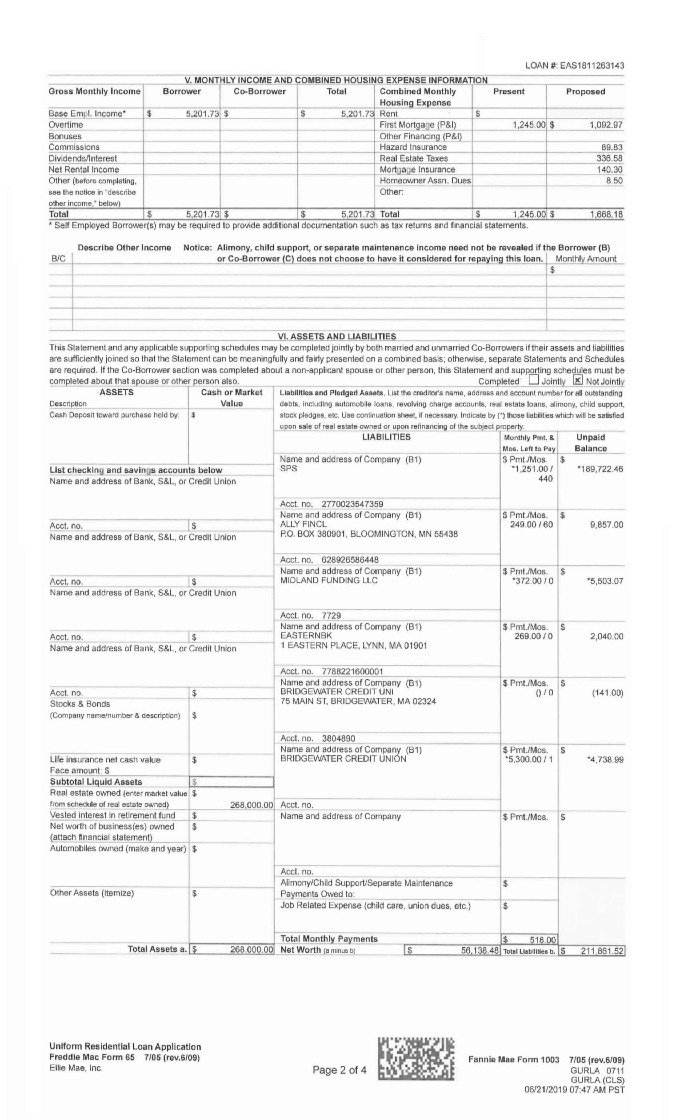 LOAN #: EAS1811263143
V. MONTHLY INCOME AND COMBINED HOUSING EXPENSE INFORMATION
Gross Monthly Income Borrower Co-Borrower Total Combined Monthly Housing Expense Present Proposed
Base Empl. Income* $ 5,201.73 $ $ 5,201.73 Rent $
Overtime First Mortgage (P&I) 1,245.00 $ 1,092.97
Bonuses Other Financing (P&I)
Commissions Hazard Insurance 89.83
Dividends/Interest Real Estate Taxes 336.58
Net Rental Income Mortgage Insurance 140.30
Other (before completing, Homeowner Assn. Dues 8.50
see the notice in "describe Other:
other income," below)
Total $ 5,201.73 $ $ 5,201.73 Total $ 1,245.00 $ 1,668.18
* Self Employed Borrower(s) may be required to provide additional documentation such as tax returns and financial statements.
Describe Other Income Notice: Alimony, child support, or separate maintenance income need not be revealed if the Borrower (B)
B/C or Co-Borrower (C) does not choose to have it considered for repaying this loan. Monthly Amount
$
VI. ASSETS AND LIABILITIES
This Statement and any applicable supporting schedules may be completed jointly by both married and unmarried Co-Borrowers if their assets and liabilities
are sufficiently joined so that the Statement can be meaningfully and fairly presented on a combined basis; otherwise, separate Statements and Schedules
are required. If the Co-Borrower section was completed about a non-applicant spouse or other person, this Statement and supporting schedules must be
completed about that spouse or other person also. Completed Jointly X Not Jointly
ASSETS Cash or Market
Description Value
Cash Deposit toward purchase held by: $
List checking and savings accounts below
Name and address of Bank, S&L, or Credit Union
Acct. no. $
Name and address of Bank, S&L, or Credit Union
Acct. no. $
Name and address of Bank, S&L, or Credit Union
Acct. no. $
Name and address of Bank, S&L, or Credit Union
Acct. no. $
Stocks & Bonds
(Company name/number & description) $
Life insurance net cash value $
Face amount: $
Subtotal Liquid Assets $
Real estate owned (enter market value $
from schedule of real estate owned) 268,000.00
Vested interest in retirement fund $
Net worth of business(es) owned $
(attach financial statement)
Automobiles owned (make and year) $
Other Assets (itemize) $
Total Assets a. $ 268,000.00
Liabilities and Pledged Assets. List the creditor's name, address and account number for all outstanding
debts, including automobile loans, revolving charge accounts, real estate loans, alimony, child support,
stock pledges, etc. Use continuation sheet, if necessary. Indicate by (*) those liabilities which will be satisfied
upon sale of real estate owned or upon refinancing of the subject property.
LIABILITIES Monthly Pmt. & Unpaid
Mos. Left to Pay Balance
Name and address of Company (B1) $ Pmt./Mos. $
SPS *1,251.00 / *189,722.46
440
Acct. no. 2770023547359
Name and address of Company (B1) $ Pmt./Mos. $
ALLY FINCL 249.00 / 60 9,857.00
P.O. BOX 380901, BLOOMINGTON, MN 55438
Acct. no. 628926586448
Name and address of Company (B1) $ Pmt./Mos. $
MIDLAND FUNDING LLC *372.00 / 0 *5,503.07
Acct. no. 7729
Name and address of Company (B1) $ Pmt./Mos. $
EASTERNBK 269.00 / 0 2,040.00
1 EASTERN PLACE, LYNN, MA 01901
Acct. no. 7788221600001
Name and address of Company (B1) $ Pmt./Mos. $
BRIDGEWATER CREDIT UNI () / 0 (141.00)
75 MAIN ST, BRIDGEWATER, MA 02324
Acct. no. 3804890
Name and address of Company (B1) $ Pmt./Mos. $
BRIDGEWATER CREDIT UNION *5,300.00 / 1 *4,738.99
Acct. no.
Name and address of Company $ Pmt./Mos. $
Acct. no.
Alimony/Child Support/Separate Maintenance $
Payments Owed to:
Job Related Expense (child care, union dues, etc.) $
Total Monthly Payments $ 518.00
Net Worth (a minus b) $ 56,138.48 Total Liabilities b. $ 211,861.52
Uniform Residential Loan Application
Freddie Mac Form 65 7/05 (rev.6/09)
Ellie Mae, Inc.
Page 2 of 4
Fannie Mae Form 1003 7/05 (rev.6/09)
GURLA 0711
GURLA (CLS)
06/21/2019 07:47 AM PST